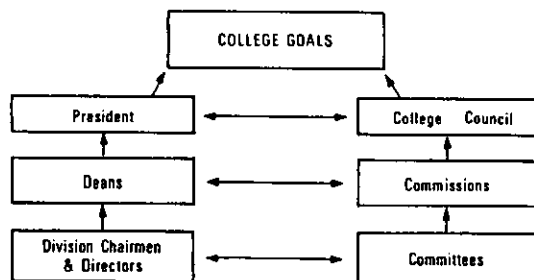 COLLEGE GOALS
President
College Council
Deans
Commissions
Division Chairmen
& Directors
Committees